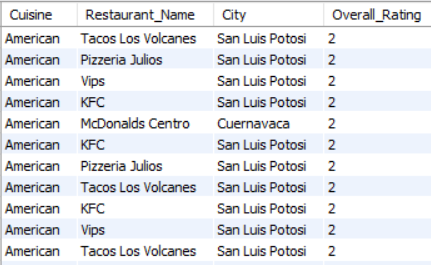 Cuisine Restaurant_Name City Overall_Rating
American Tacos Los Volcanes San Luis Potosi 2
American Pizzeria Julios San Luis Potosi 2
American Vips San Luis Potosi 2
American KFC San Luis Potosi 2
American McDonalds Centro Cuernavaca 2
American KFC San Luis Potosi 2
American Pizzeria Julios San Luis Potosi 2
American Tacos Los Volcanes San Luis Potosi 2
American KFC San Luis Potosi 2
American Vips San Luis Potosi 2
American Tacos Los Volcanes San Luis Potosi 2